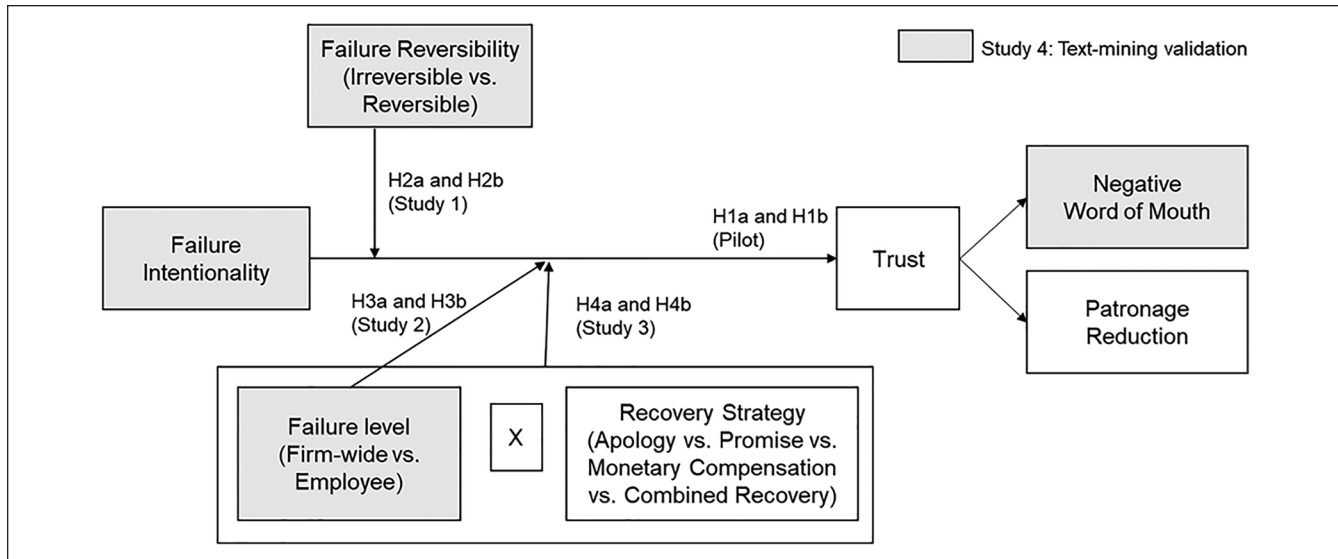 Failure Reversibility
(Irreversible vs.
Reversible)
Study 4: Text-mining validation
H2a and H2b
(Study 1)
Negative
Word of Mouth
Failure
Intentionality
H1a and H1b
(Pilot)
Trust
H3a and H3b
(Study 2)
H4a and H4b
(Study 3)
Patronage
Reduction
Failure level
(Firm-wide vs.
Employee)
X
Recovery Strategy
(Apology vs. Promise vs.
Monetary Compensation
vs. Combined Recovery)